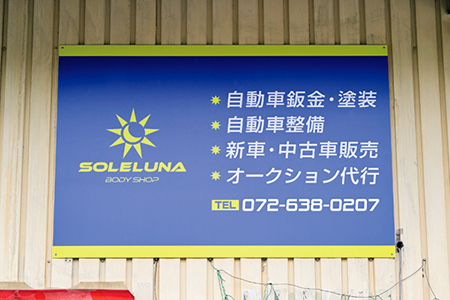 SOLELUNA
BODY SHOP
自動車鈑金・塗装
自動車整備
新車・中古車販売
オークション代行
TEL 072-638-0207